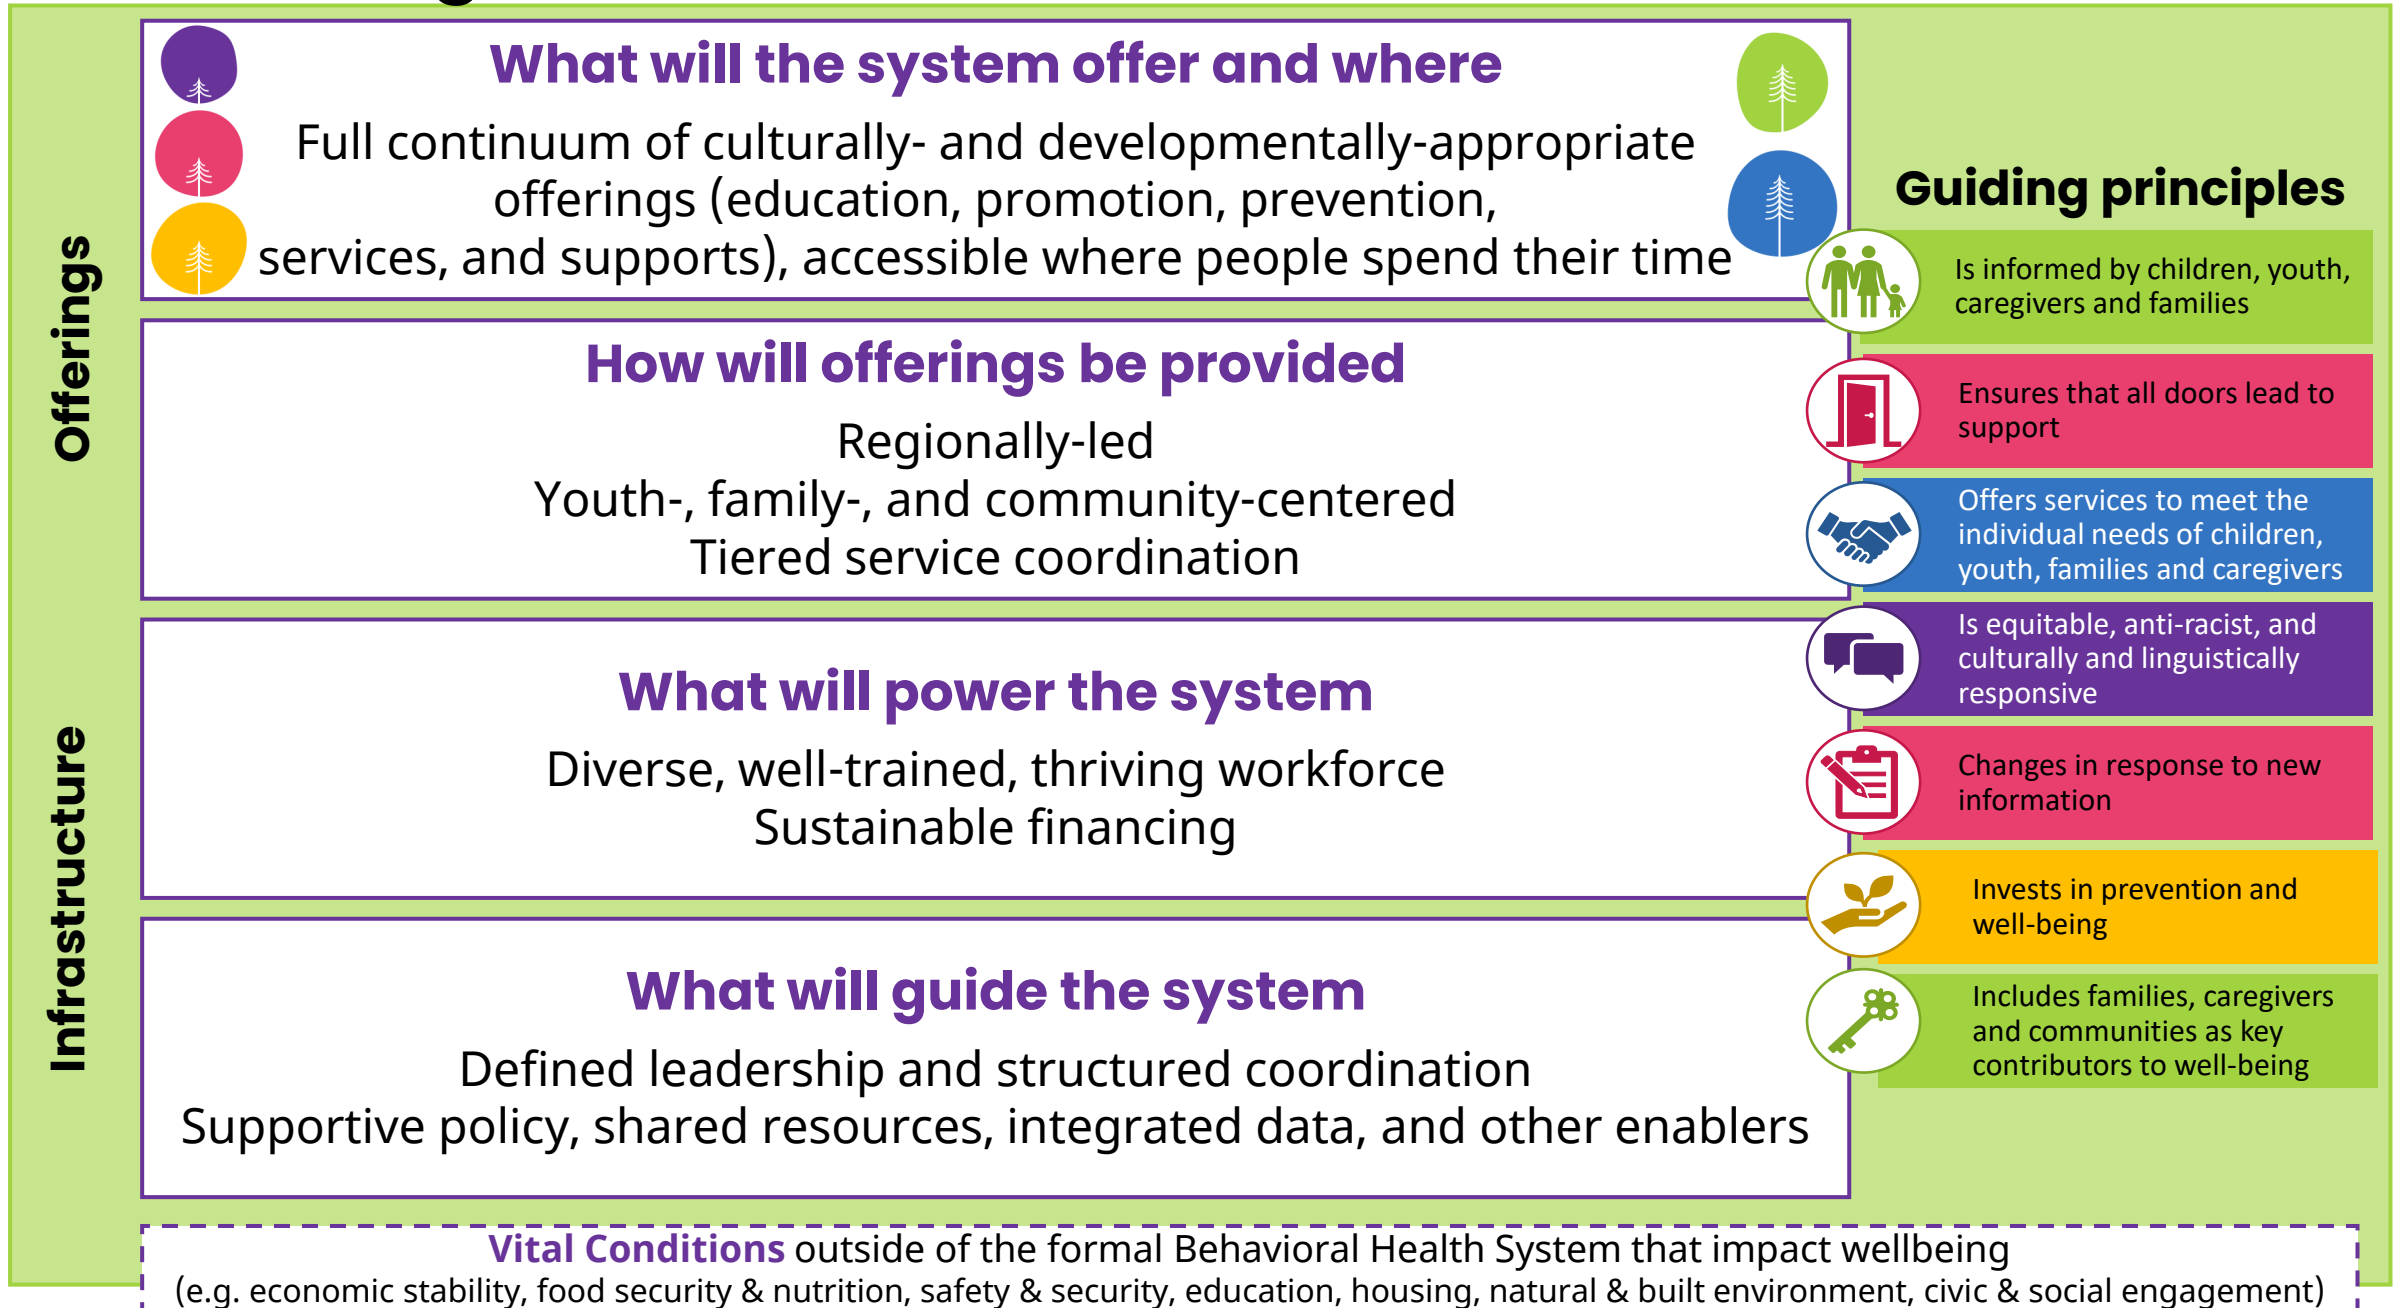 What will the system offer and where
Full continuum of culturally- and developmentally-appropriate
offerings (education, promotion, prevention,
services, and supports), accessible where people spend their time
Offerings
How will offerings be provided
Regionally-led
Youth-, family-, and community-centered
Tiered service coordination
Infrastructure
What will power the system
Diverse, well-trained, thriving workforce
Sustainable financing
What will guide the system
Defined leadership and structured coordination
Supportive policy, shared resources, integrated data, and other enablers
Guiding principles
Is informed by children, youth,
caregivers and families
Ensures that all doors lead to
support
Offers services to meet the
individual needs of children,
youth, families and caregivers
Is equitable, anti-racist, and
culturally and linguistically
responsive
Changes in response to new
information
Invests in prevention and
well-being
Includes families, caregivers
and communities as key
contributors to well-being
Vital Conditions outside of the formal Behavioral Health System that impact wellbeing
(e.g. economic stability, food security & nutrition, safety & security, education, housing, natural & built environment, civic & social engagement)